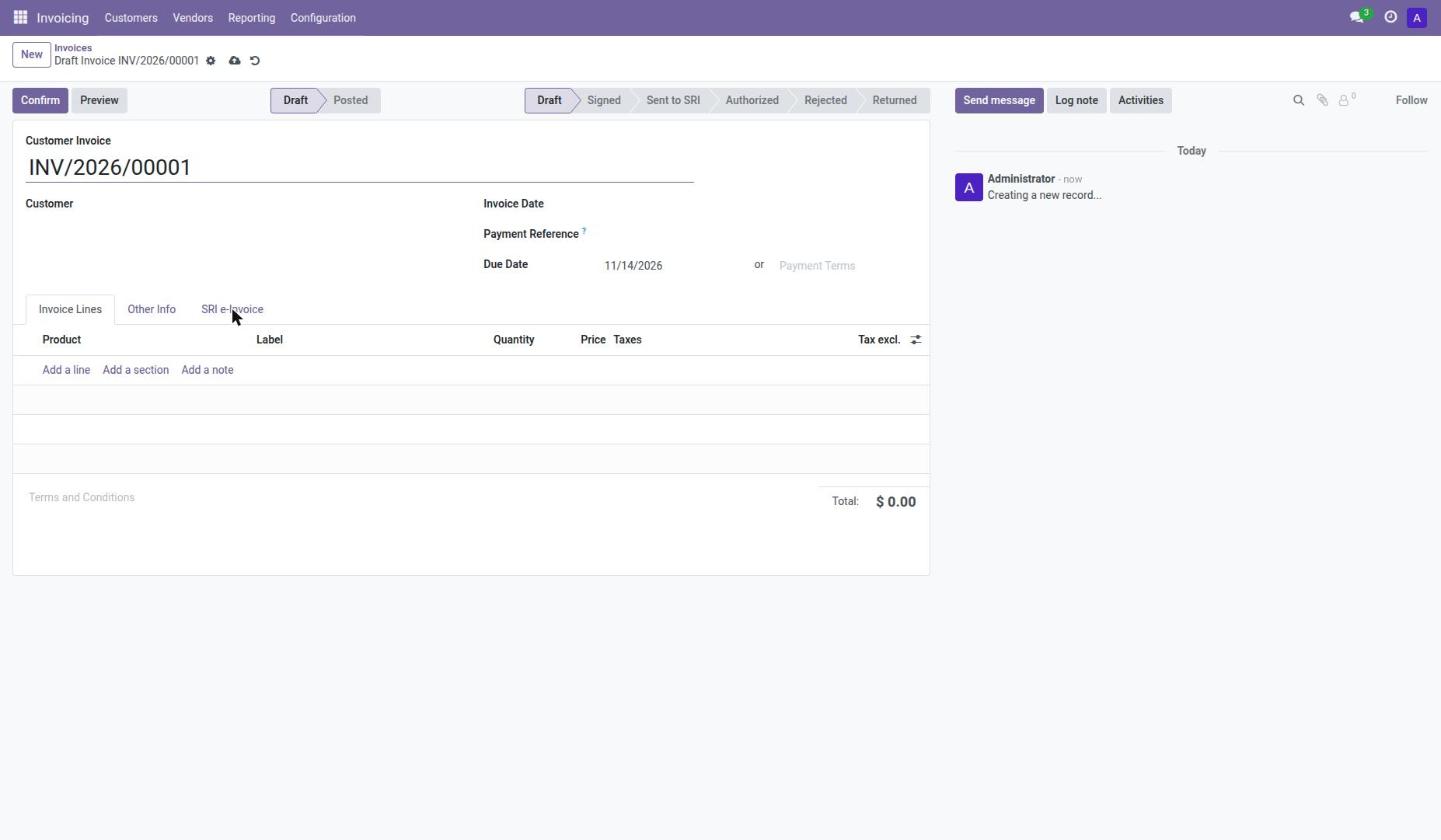 Invoicing Customers Vendors Reporting Configuration 3 A
New Invoices
Draft Invoice INV/2026/00001
Confirm Preview Draft Posted Draft Signed Sent to SRI Authorized Rejected Returned Send message Log note Activities 0 Follow
Customer Invoice
INV/2026/00001
Customer
Invoice Date
Payment Reference ?
Due Date 11/14/2026 or Payment Terms
Invoice Lines Other Info SRI e-Invoice
Product Label Quantity Price Taxes Tax excl.
Add a line Add a section Add a note
Terms and Conditions
Total: $ 0.00
Today
A Administrator - now
Creating a new record...